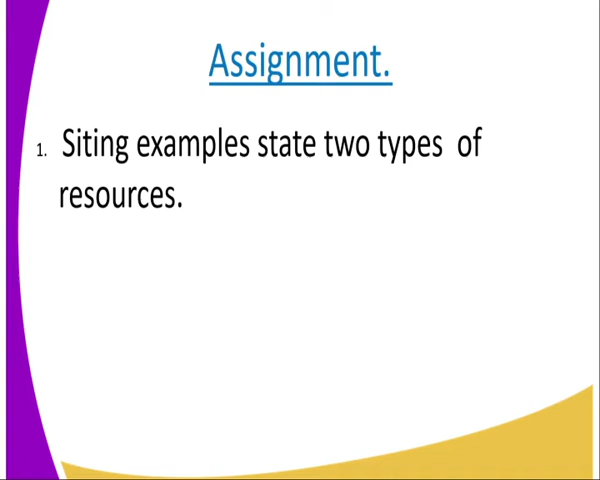 Assignment.
1. Siting examples state two types of
resources.